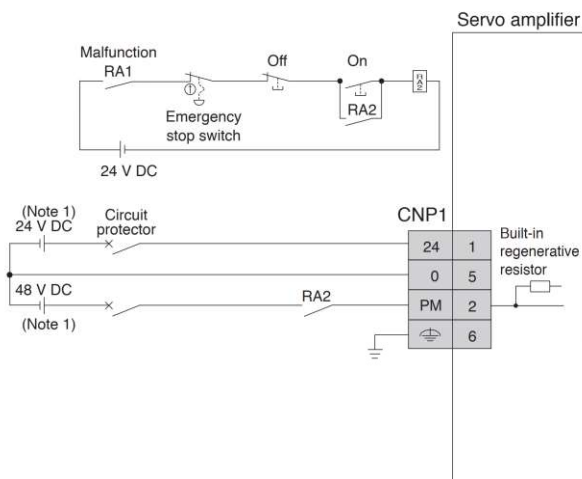 Servo amplifier
Malfunction
RA1
Off
On
RA2
RA2
Emergency
stop switch
24 V DC
(Note 1)
24 V DC
Circuit
protector
CNP1
24 1
Built-in
regenerative
resistor
0 5
48 V DC
(Note 1)
RA2
PM 2
6